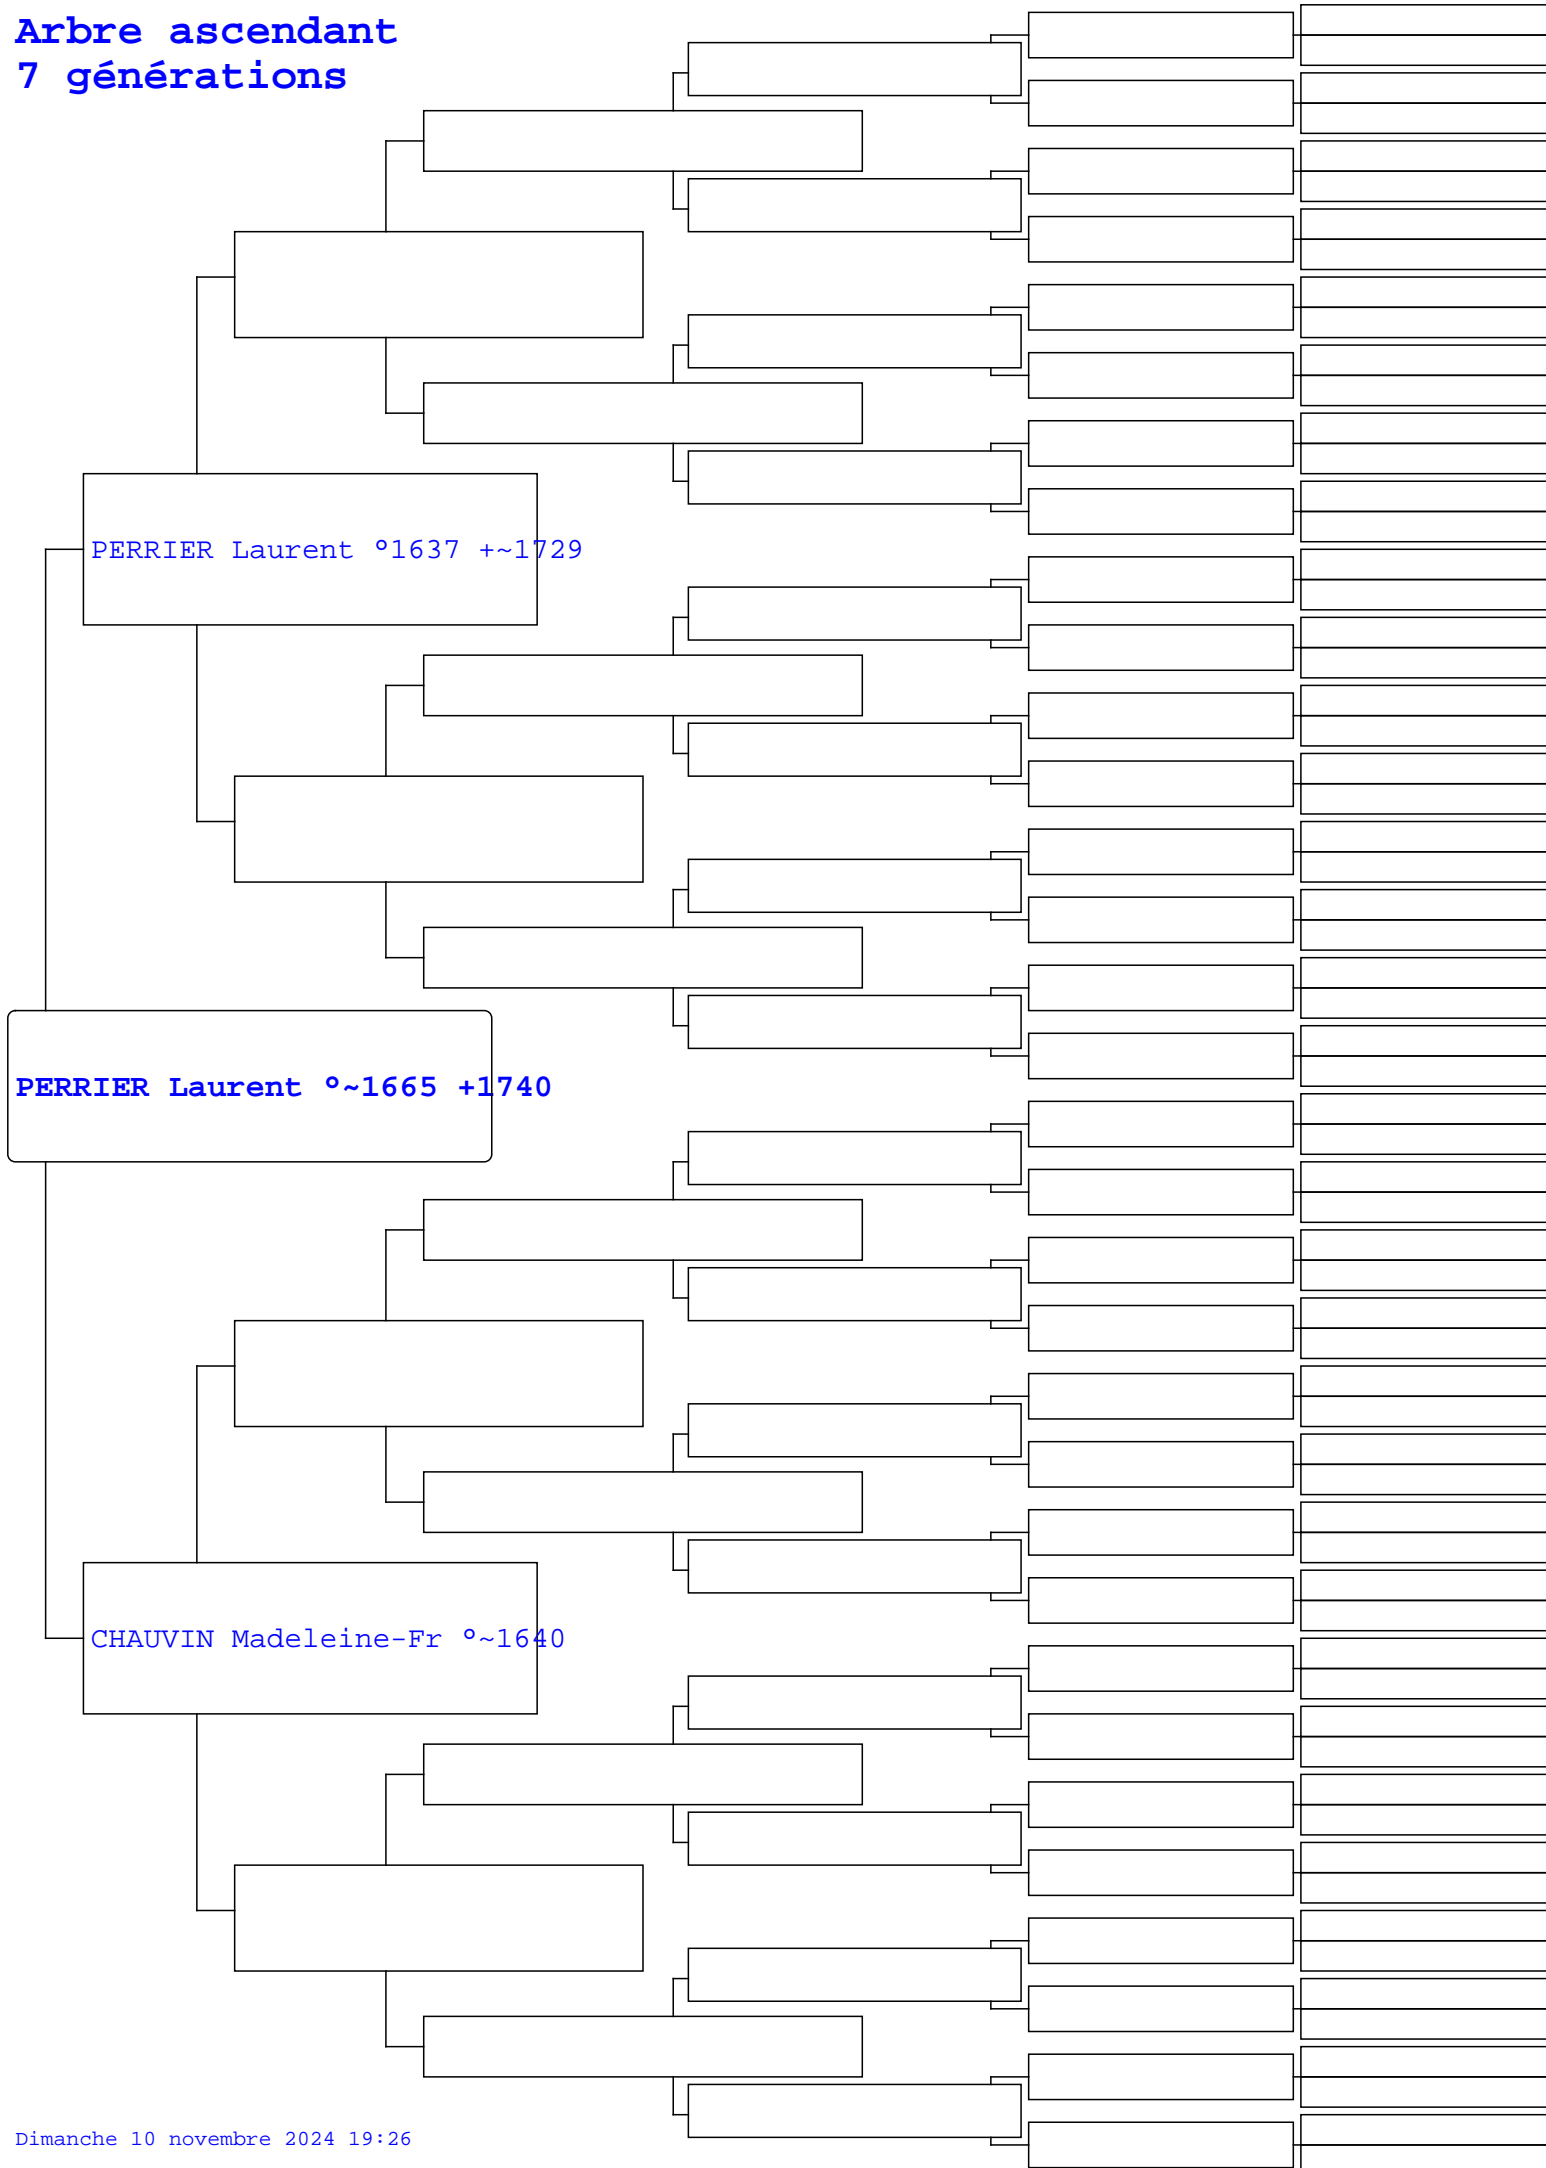 Arbre ascendant
7 générations
PERRIER Laurent °1637 +~1729
PERRIER Laurent °~1665 +1740
CHAUVIN Madeleine-Fr °~1640
Dimanche 10 novembre 2024 19:26